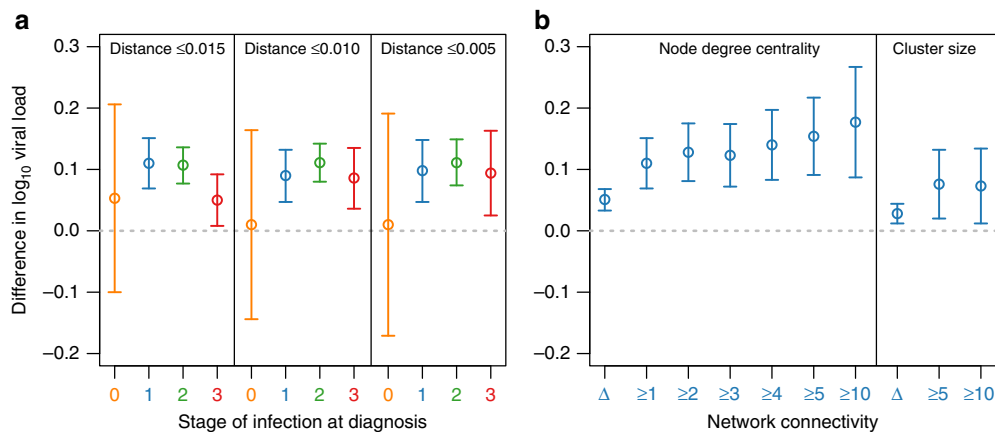 a
Difference in log10 viral load
0.3
0.2
0.1
0.0
–0.1
–0.2
Distance ≤0.015
Distance ≤0.010
Distance ≤0.005
0 1 2 3 0 1 2 3 0 1 2 3
Stage of infection at diagnosis
b
0.3
0.2
0.1
0.0
–0.1
–0.2
Node degree centrality
Cluster size
Δ ≥1 ≥2 ≥3 ≥4 ≥5 ≥10 Δ ≥5 ≥10
Network connectivity